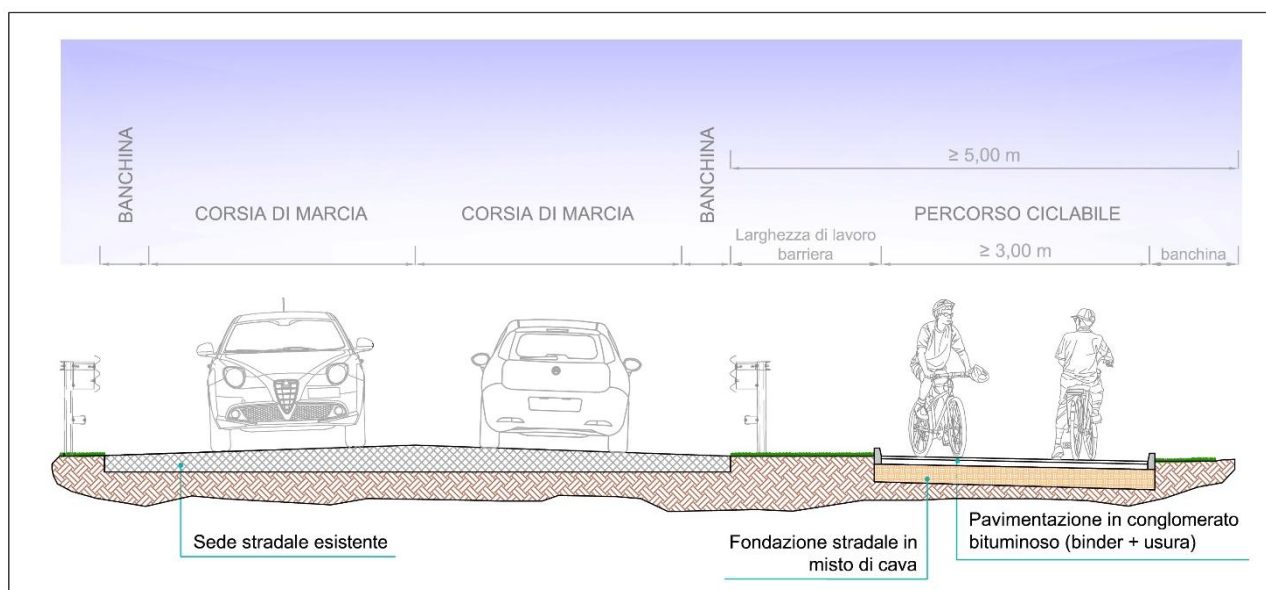 BANCHINA
CORSIA DI MARCIA
CORSIA DI MARCIA
BANCHINA
≥ 5,00 m
PERCORSO CICLABILE
Larghezza di lavoro
barriera
≥ 3,00 m
banchina
Sede stradale esistente
Fondazione stradale in
misto di cava
Pavimentazione in conglomerato
bituminoso (binder + usura)